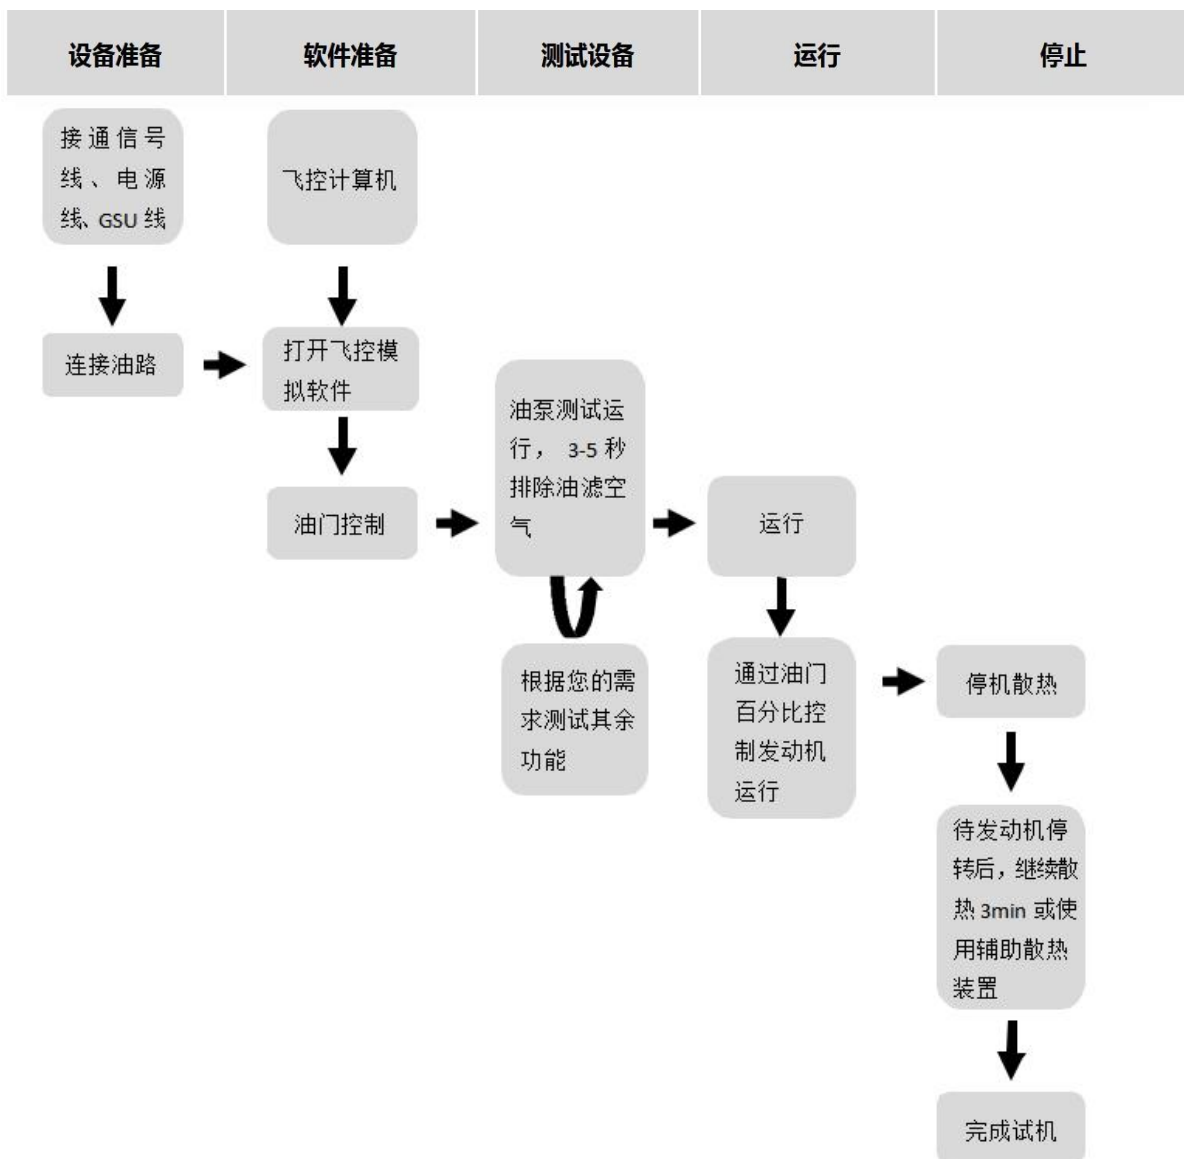 设备准备
软件准备
测试设备
运行
停止
接通信号
线、电源
线、GSU 线
连接油路
飞控计算机
打开飞控模
拟软件
油门控制
油泵测试运
行， 3-5 秒
排除油滤空
气
根据您的需
求测试其余
功能
运行
通过油门
百分比控
制发动机
运行
停机散热
待发动机停
转后，继续散
热 3min 或使
用辅助散热
装置
完成试机